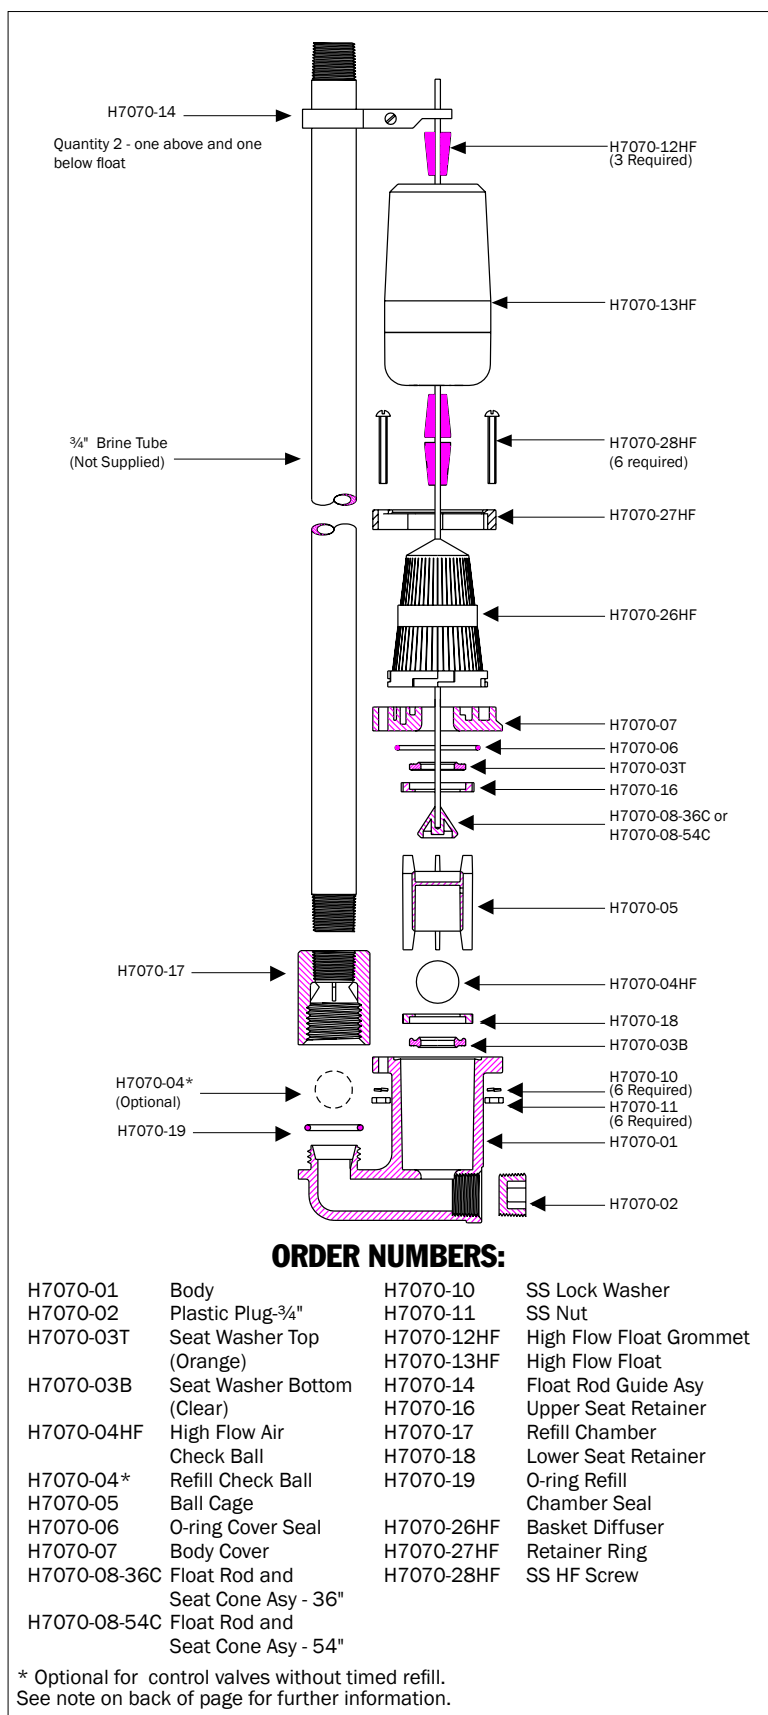 H7070-14
Quantity 2 - one above and one
below float
H7070-12HF
(3 Required)
H7070-13HF
¾" Brine Tube
(Not Supplied)
H7070-28HF
(6 required)
H7070-27HF
H7070-26HF
H7070-07
H7070-06
H7070-03T
H7070-16
H7070-08-36C or
H7070-08-54C
H7070-05
H7070-17
H7070-04HF
H7070-18
H7070-03B
H7070-04*
(Optional)
H7070-10
(6 Required)
H7070-11
(6 Required)
H7070-19
H7070-01
H7070-02
ORDER NUMBERS:
H7070-01 Body
H7070-02 Plastic Plug-¾"
H7070-03T Seat Washer Top
(Orange)
H7070-03B Seat Washer Bottom
(Clear)
H7070-04HF High Flow Air
Check Ball
H7070-04* Refill Check Ball
H7070-05 Ball Cage
H7070-06 O-ring Cover Seal
H7070-07 Body Cover
H7070-08-36C Float Rod and
Seat Cone Asy - 36"
H7070-08-54C Float Rod and
Seat Cone Asy - 54"
H7070-10 SS Lock Washer
H7070-11 SS Nut
H7070-12HF High Flow Float Grommet
H7070-13HF High Flow Float
H7070-14 Float Rod Guide Asy
H7070-16 Upper Seat Retainer
H7070-17 Refill Chamber
H7070-18 Lower Seat Retainer
H7070-19 O-ring Refill
Chamber Seal
H7070-26HF Basket Diffuser
H7070-27HF Retainer Ring
H7070-28HF SS HF Screw
* Optional for control valves without timed refill.
See note on back of page for further information.